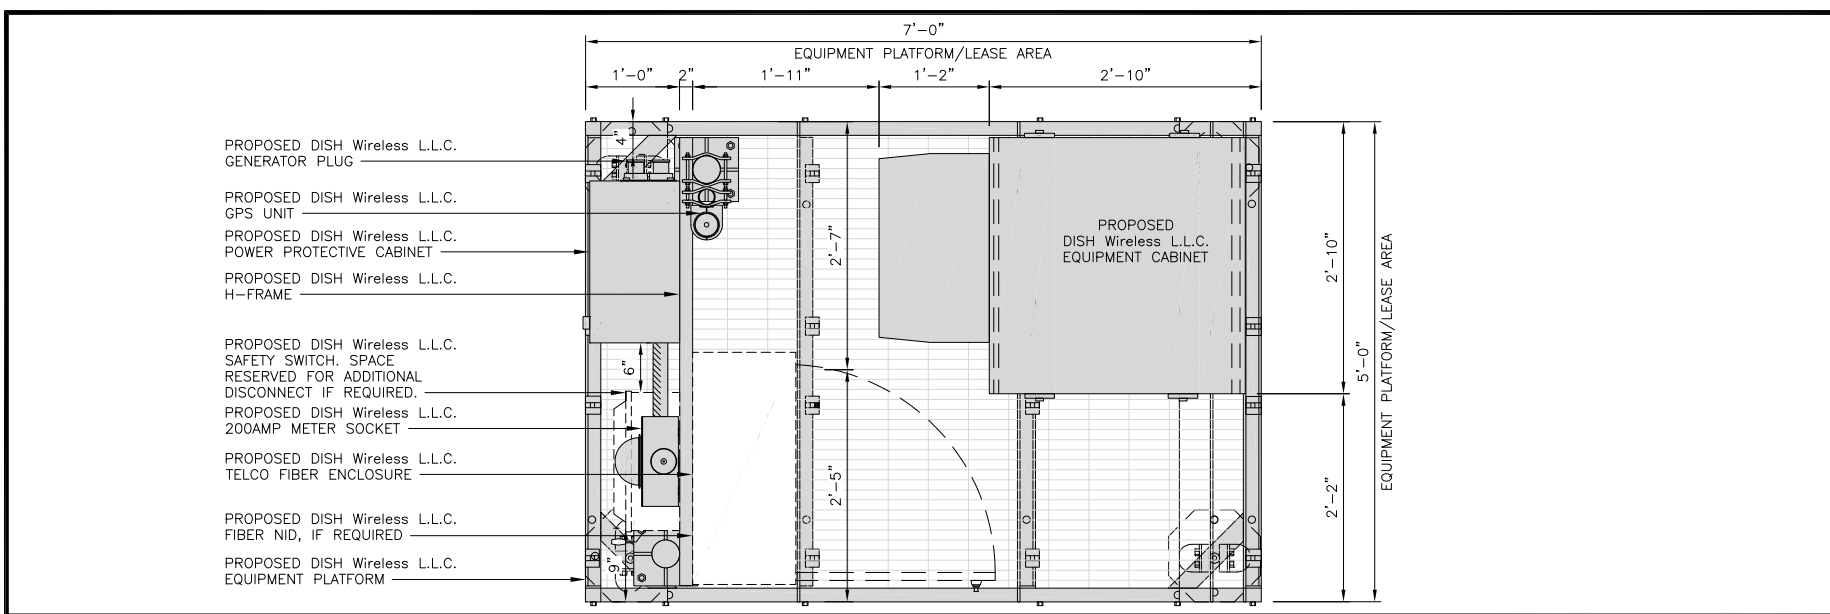 7'-0"
EQUIPMENT PLATFORM/LEASE AREA
1'-0"
2"
1'-11"
1'-2"
2'-10"
4"
PROPOSED DISH Wireless L.L.C.
GENERATOR PLUG
PROPOSED DISH Wireless L.L.C.
GPS UNIT
PROPOSED DISH Wireless L.L.C.
POWER PROTECTIVE CABINET
PROPOSED DISH Wireless L.L.C.
H-FRAME
PROPOSED DISH Wireless L.L.C.
SAFETY SWITCH. SPACE
RESERVED FOR ADDITIONAL
DISCONNECT IF REQUIRED.
PROPOSED DISH Wireless L.L.C.
200AMP METER SOCKET
PROPOSED DISH Wireless L.L.C.
TELCO FIBER ENCLOSURE
PROPOSED DISH Wireless L.L.C.
FIBER NID, IF REQUIRED
PROPOSED DISH Wireless L.L.C.
EQUIPMENT PLATFORM
6"
9"
2'-7"
2'-5"
PROPOSED
DISH Wireless L.L.C.
EQUIPMENT CABINET
2'-10"
2'-2"
5'-0"
EQUIPMENT PLATFORM/LEASE AREA